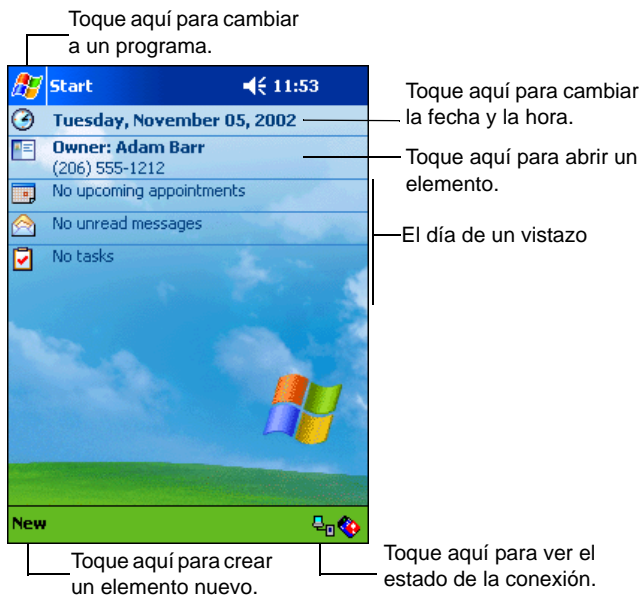 Toque aquí para cambiar
a un programa.
Start 11:53
Tuesday, November 05, 2002
Toque aquí para cambiar
la fecha y la hora.
Owner: Adam Barr
(206) 555-1212
Toque aquí para abrir un
elemento.
No upcoming appointments
No unread messages
El día de un vistazo
No tasks
New
Toque aquí para crear
un elemento nuevo.
Toque aquí para ver el
estado de la conexión.